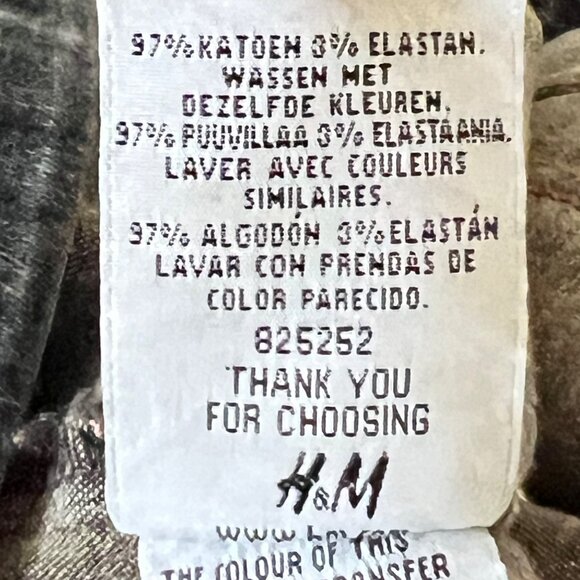 97% KATOEN 3% ELASTAN.
WASSEN MET
DEZELFDE KLEUREN.
97% PUUVILLAA 3% ELASTAANIA.
LAVER AVEC COULEURS
SIMILAIRES.
97% ALGODÓN 3% ELASTÁN
LAVAR CON PRENDAS DE
COLOR PARECIDO.
825252
THANK YOU
FOR CHOOSING
H&M
THE COLOUR OF THIS